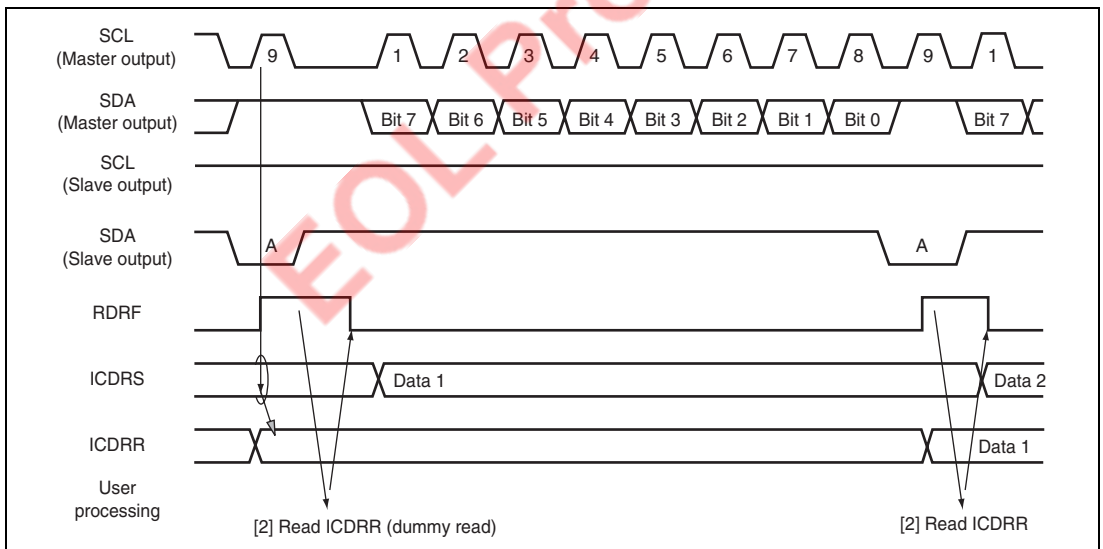 SCL
(Master output)
9 1 2 3 4 5 6 7 8 9 1
SDA
(Master output)
Bit 7 Bit 6 Bit 5 Bit 4 Bit 3 Bit 2 Bit 1 Bit 0 Bit 7
SCL
(Slave output)
SDA
(Slave output)
A A
RDRF
ICDRS
Data 1 Data 2
ICDRR
Data 1
User
processing
[2] Read ICDRR (dummy read) [2] Read ICDRR
EOL Pro